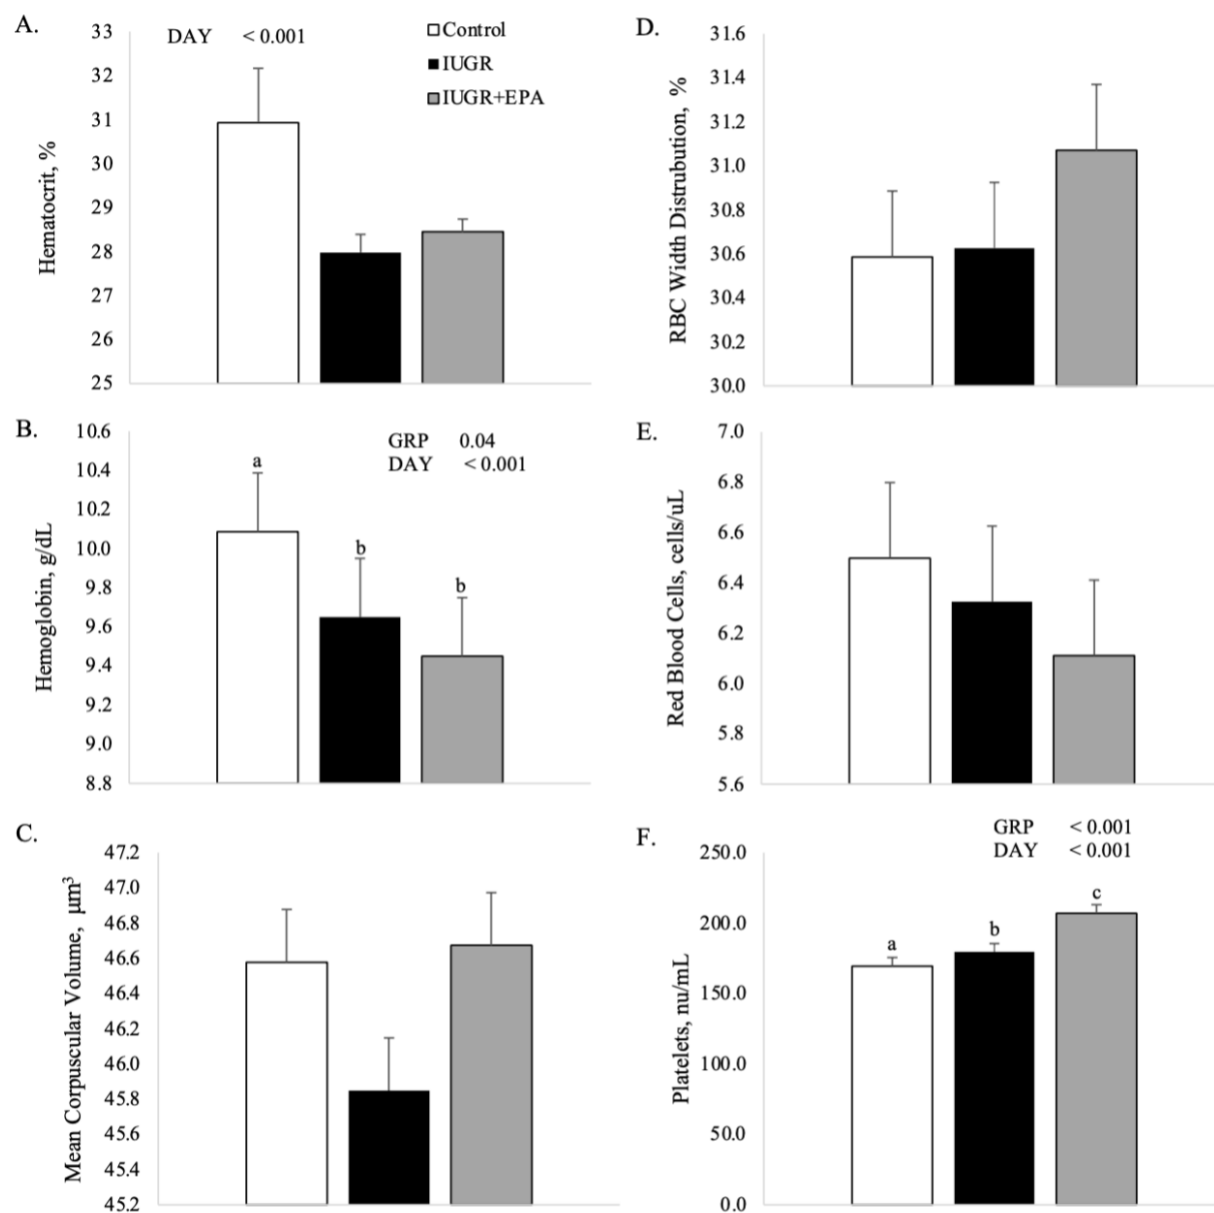 A.
DAY < 0.001
Control
IUGR
IUGR+EPA
Hematocrit, %
33
32
31
30
29
28
27
26
25
D.
RBC Width Distrubution, %
31.6
31.4
31.2
31.0
30.8
30.6
30.4
30.2
30.0
B.
GRP 0.04
DAY < 0.001
Hemoglobin, g/dL
10.6
10.4
10.2
10.0
9.8
9.6
9.4
9.2
9.0
8.8
a
b
b
E.
Red Blood Cells, cells/uL
7.0
6.8
6.6
6.4
6.2
6.0
5.8
5.6
C.
Mean Corpuscular Volume, µm³
47.2
47.0
46.8
46.6
46.4
46.2
46.0
45.8
45.6
45.4
45.2
F.
GRP < 0.001
DAY < 0.001
Platelets, nu/mL
250.0
200.0
150.0
100.0
50.0
0.0
a
b
c